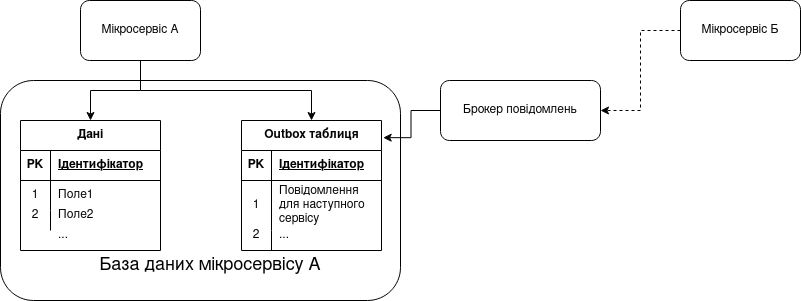 Мікросервіс А
Мікросервіс Б
Брокер повідомлень
Дані
PK Ідентифікатор
1 Поле1
2 Поле2
...
Outbox таблиця
PK Ідентифікатор
1 Повідомлення
для наступного
сервісу
2 ...
База даних мікросервісу А